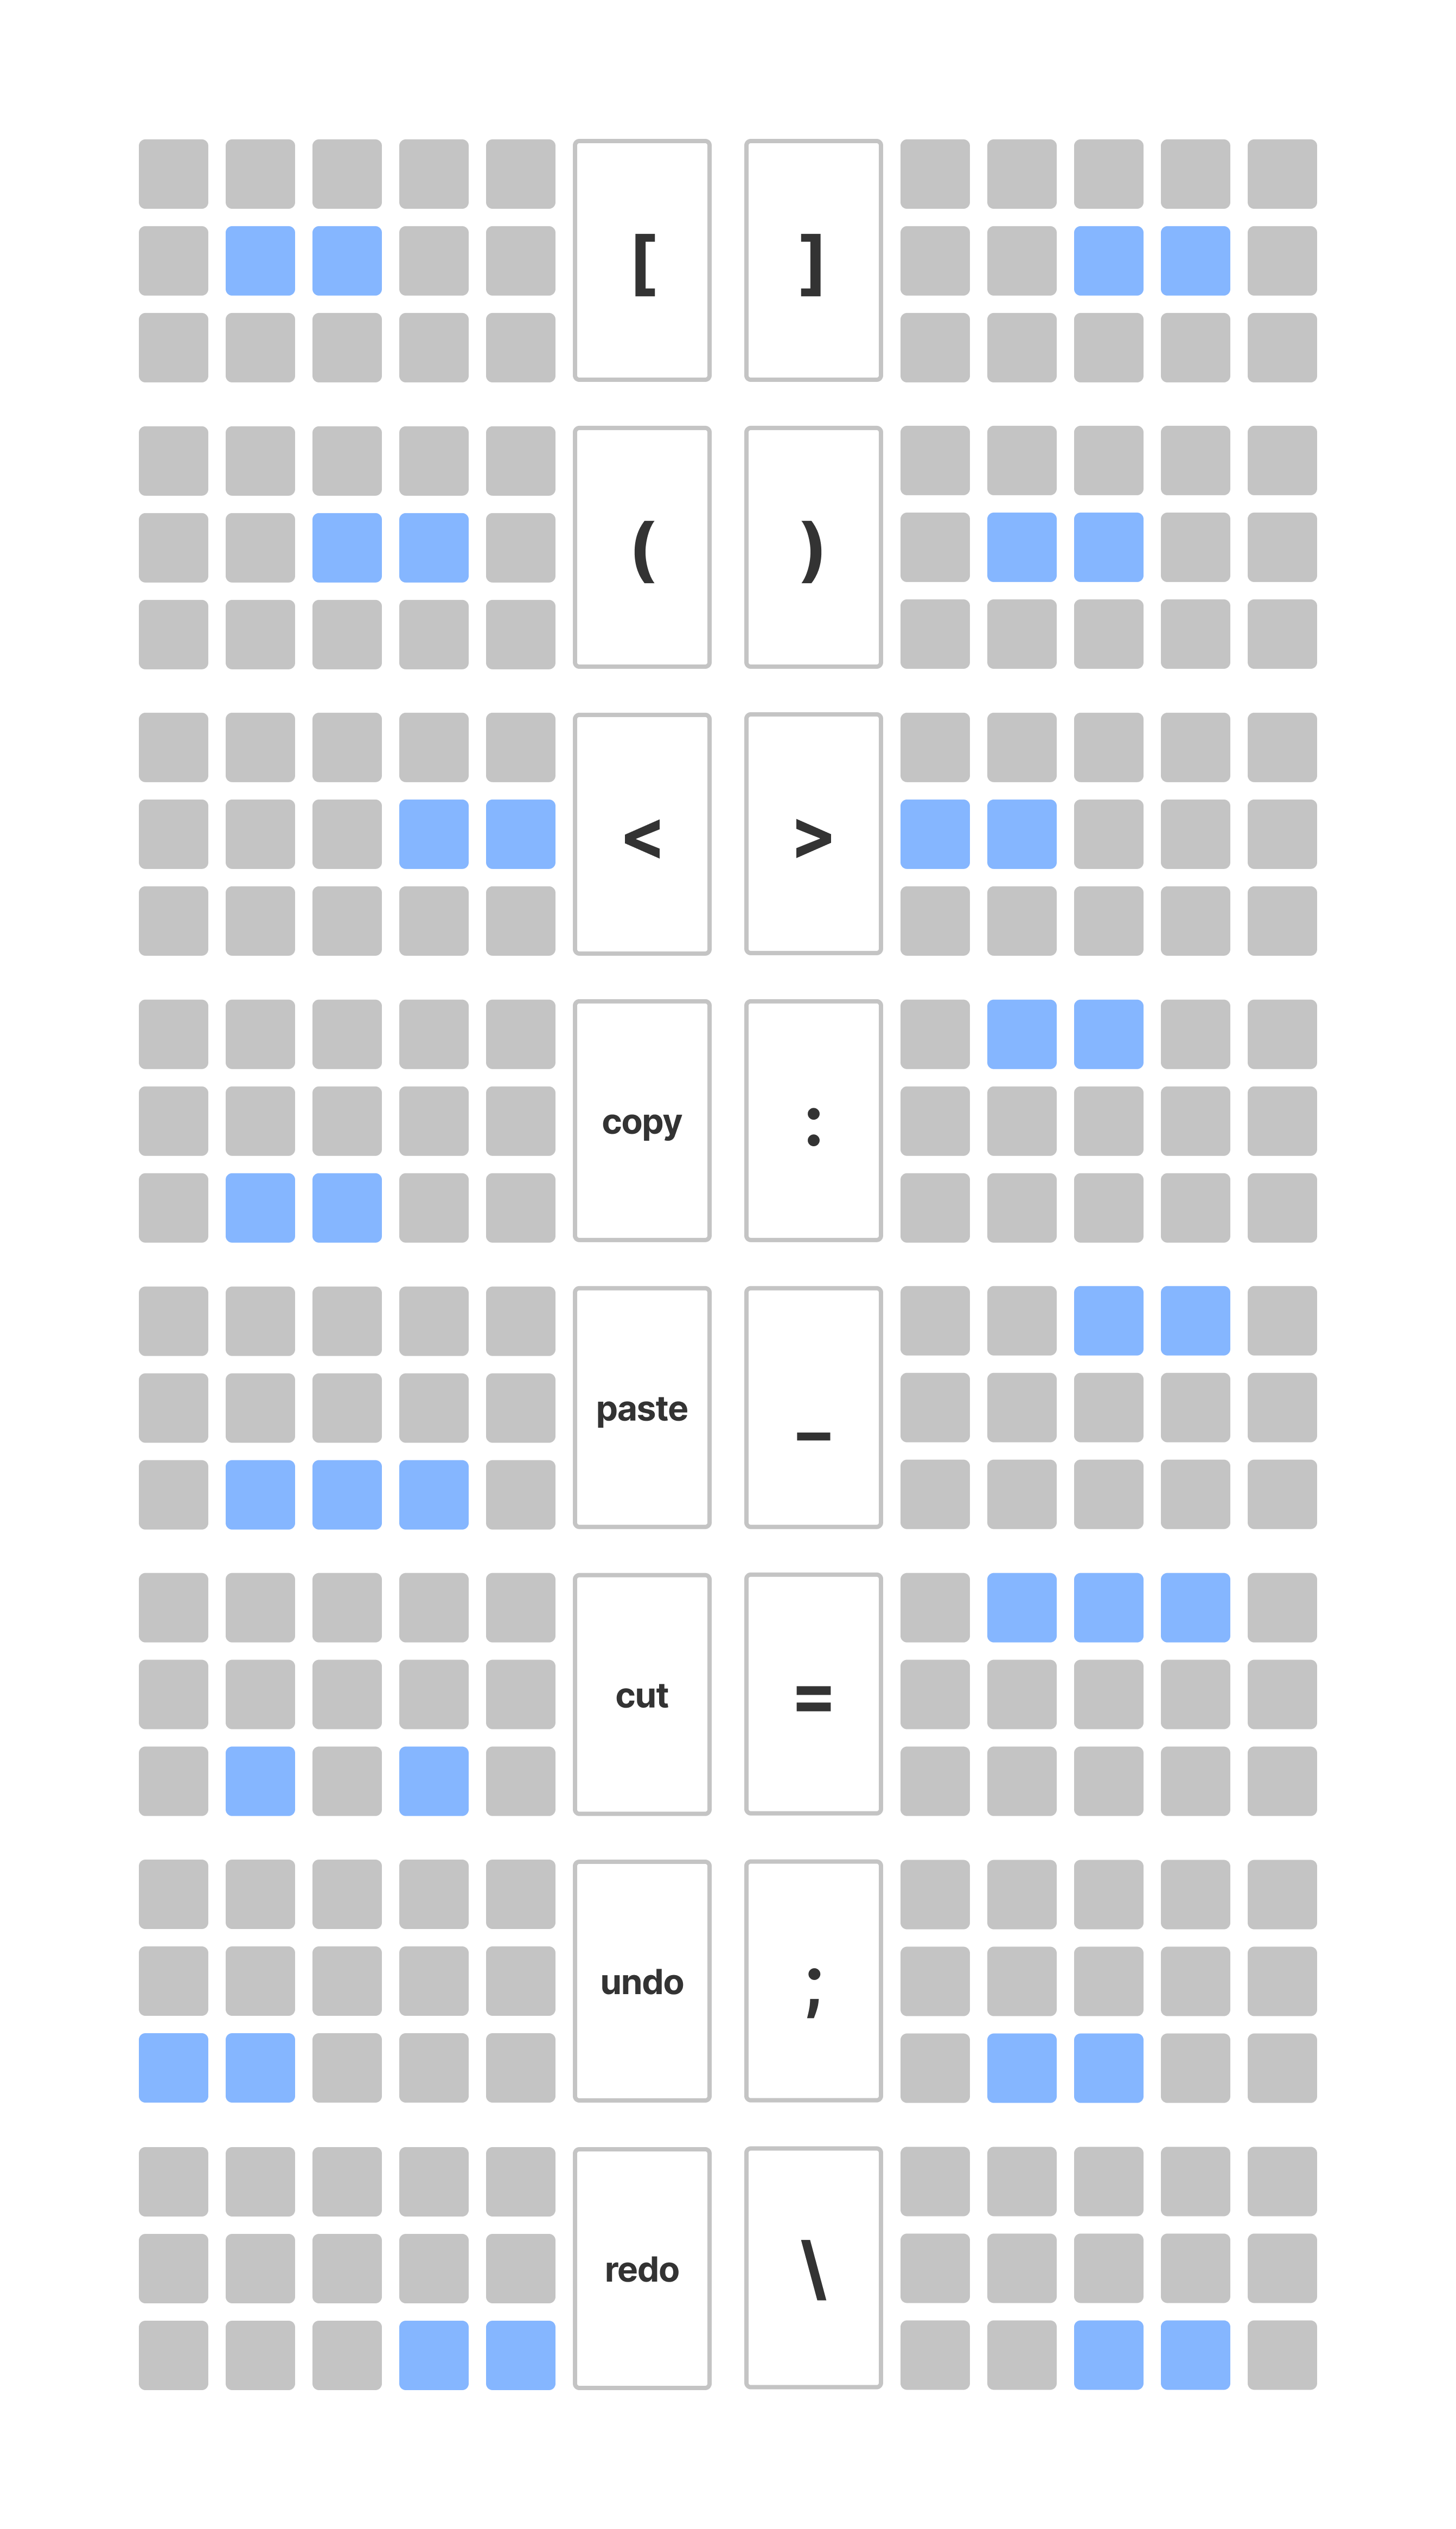 [ ]
( )
< >
copy :
paste _
cut =
undo ;
redo \